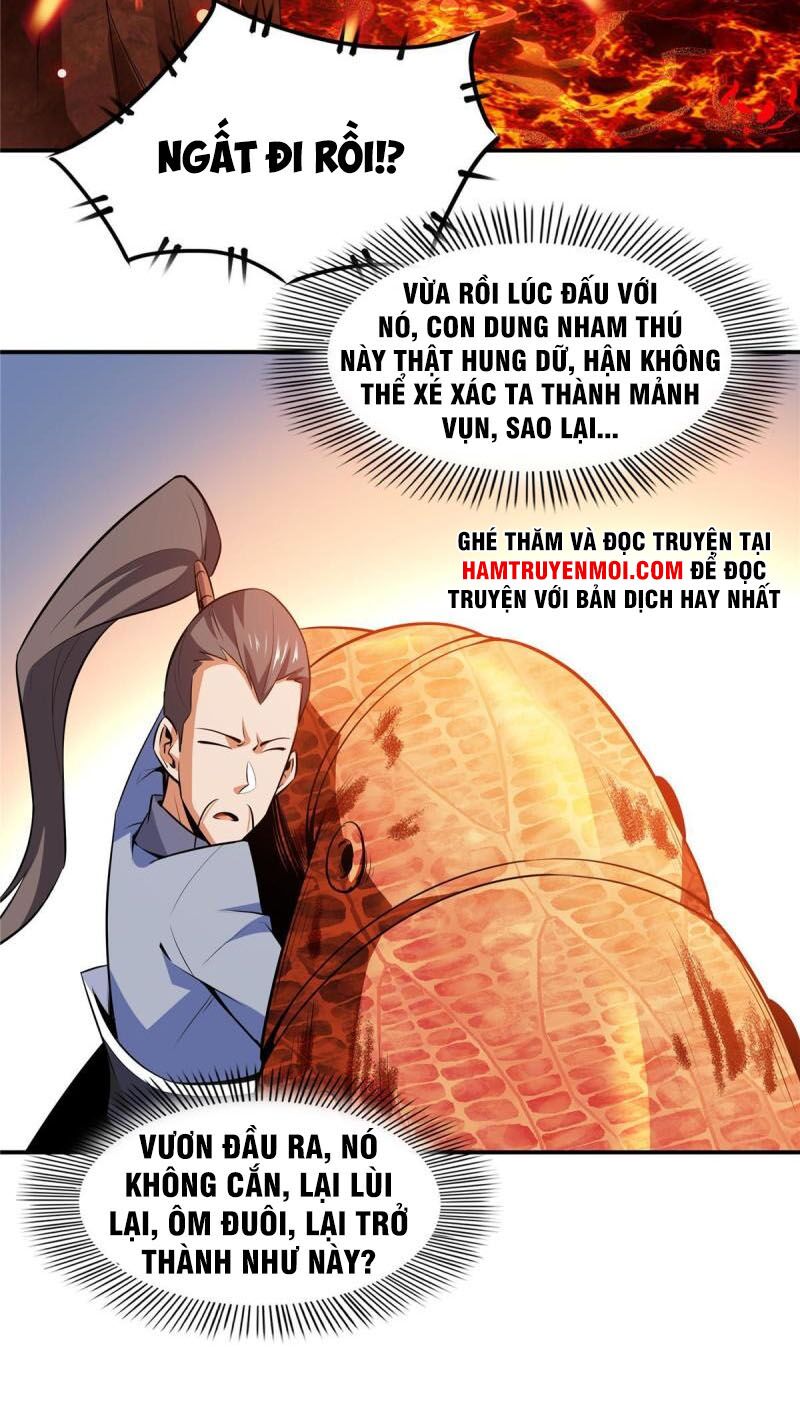 NGẤT ĐI RỒI!?
VỪA RỒI LÚC ĐẤU VỚI
NÓ, CON DUNG NHAM THÚ
NÀY THẬT HUNG DỮ, HẬN KHÔNG
THỂ XÉ XÁC TA THÀNH MẢNH
VỤN, SAO LẠI...
GHÉ THĂM VÀ ĐỌC TRUYỆN TẠI
HAMTRUYENMOI.COM ĐỂ ĐỌC
TRUYỆN VỚI BẢN DỊCH HAY NHẤT
VƯƠN ĐẦU RA, NÓ
KHÔNG CẮN, LẠI LÙI
LẠI, ÔM ĐUÔI, LẠI TRỞ
THÀNH NHƯ NÀY?